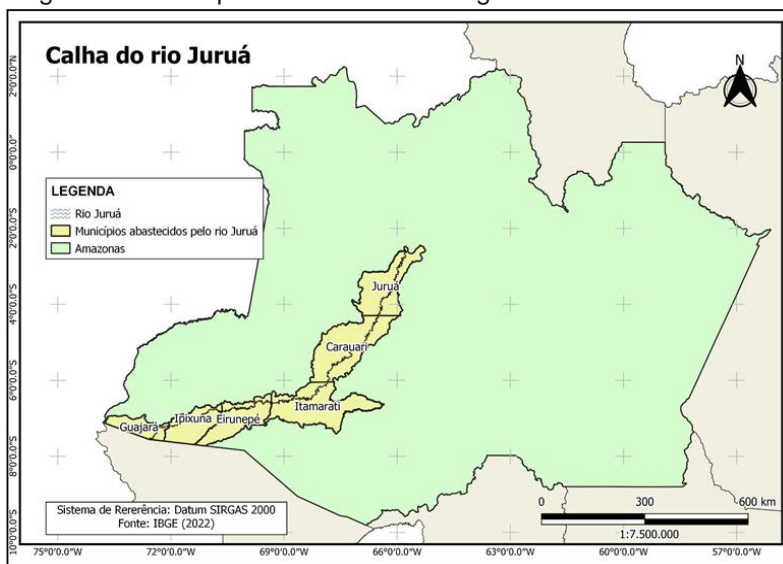 Calha do rio Juruá
N
LEGENDA
Rio Juruá
Municípios abastecidos pelo rio Juruá
Amazonas
Juruá
Carauari
Itamarati
Eirunepé
Ipixuna
Guajará
2°0'0.0"N
0°0'0.0"
2°0'0.0"S
4°0'0.0"S
6°0'0.0"S
8°0'0.0"S
10°0'0.0"S
Sistema de Rererência: Datum SIRGAS 2000
Fonte: IBGE (2022)
0 300 600 km
1:7.500.000
75°0'0.0"W 72°0'0.0"W 69°0'0.0"W 66°0'0.0"W 63°0'0.0"W 60°0'0.0"W 57°0'0.0"W